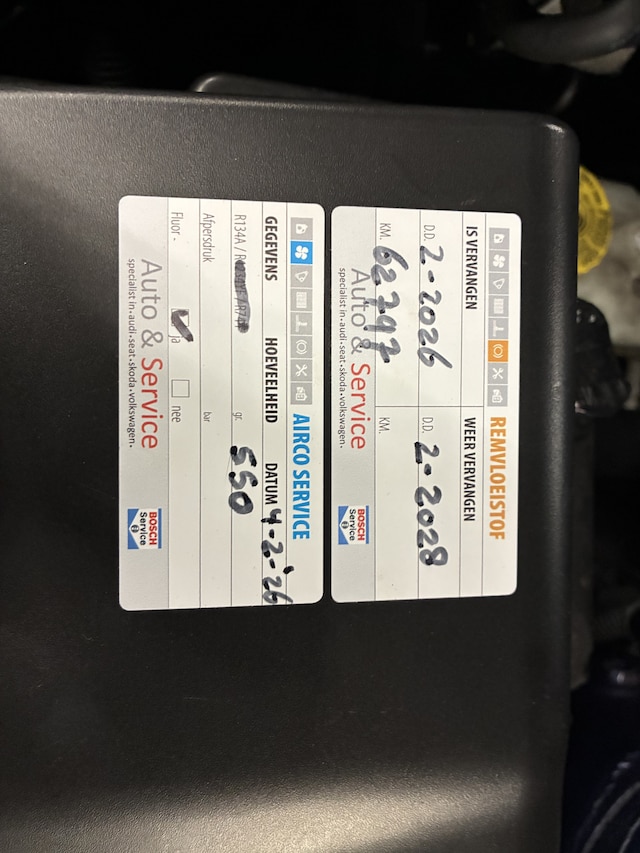 REMVLOEISTOF
IS VERVANGEN WEER VERVANGEN
D.D. 2-2026 D.D. 2-2028
KM. 62797 KM.
Auto & Service
specialist in • audi • seat • skoda • volkswagen •
BOSCH
Service
AIRCO SERVICE
GEGEVENS HOEVEELHEID DATUM 4-2-'26
R134A / gr. 550
Afpersdruk bar
Fluor • ja nee
Auto & Service
specialist in • audi • seat • skoda • volkswagen •
BOSCH
Service